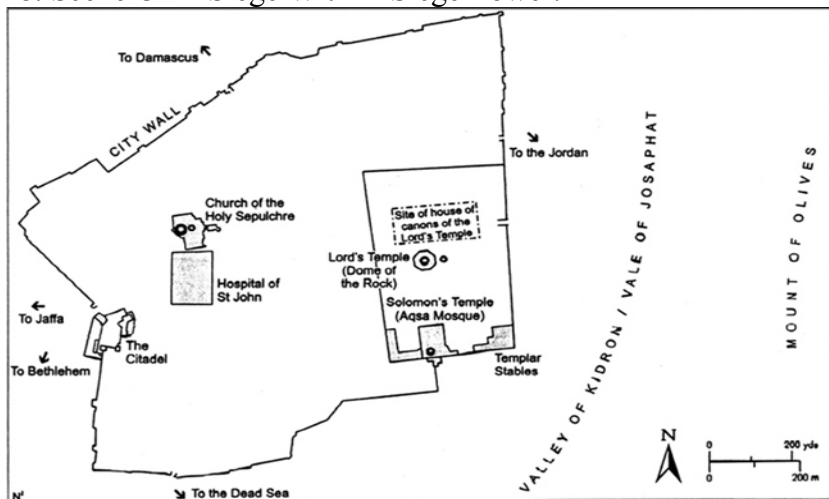 To Damascus
CITY WALL
To the Jordan
Church of the
Holy Sepulchre
Site of house of
canons of the
Lord's Temple
Lord's Temple
(Dome of
the Rock)
Hospital of
St John
Solomon's Temple
(Aqsa Mosque)
To Jaffa
The
Citadel
To Bethlehem
Templar
Stables
VALLEY OF KIDRON / VALE OF JOSAPHAT
MOUNT OF OLIVES
N
0 200 yds
0 200 m
To the Dead Sea